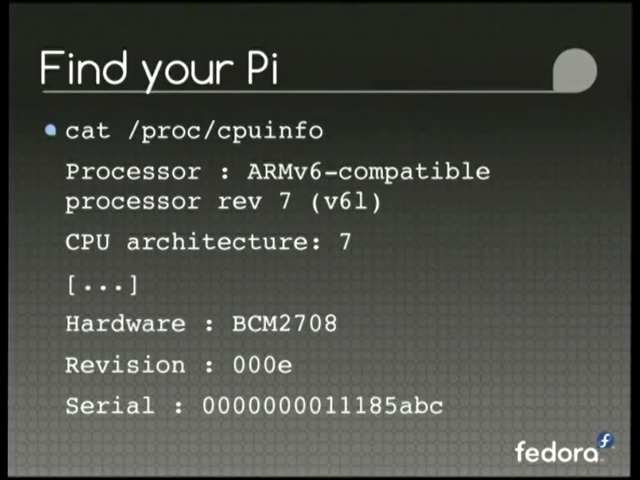 Find your Pi
cat /proc/cpuinfo
Processor : ARMv6-compatible
processor rev 7 (v6l)
CPU architecture: 7
[...]
Hardware : BCM2708
Revision : 000e
Serial : 0000000011185abc
fedora